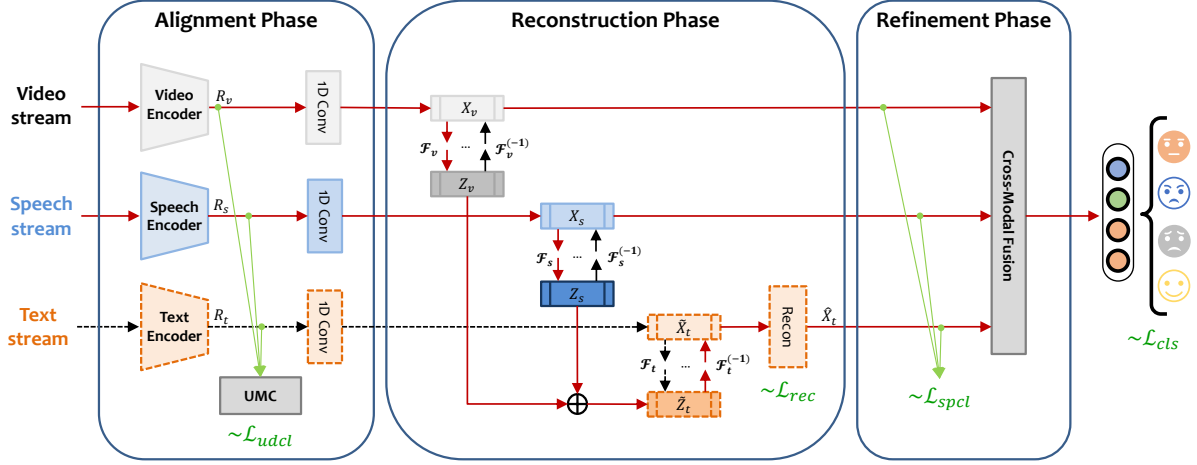 Alignment Phase
Reconstruction Phase
Refinement Phase
Video
stream
Video
Encoder
R_v
1D Conv
X_v
ℱ_v
...
ℱ_v^(-1)
Z_v
Speech
stream
Speech
Encoder
R_s
1D Conv
X_s
ℱ_s
...
ℱ_s^(-1)
Z_s
Text
stream
Text
Encoder
R_t
1D Conv
X̃_t
ℱ_t
...
ℱ_t^(-1)
Z̃_t
Recon
X̂_t
Cross-Modal Fusion
UMC
~ℒ_udcl
~ℒ_rec
~ℒ_spcl
~ℒ_cls